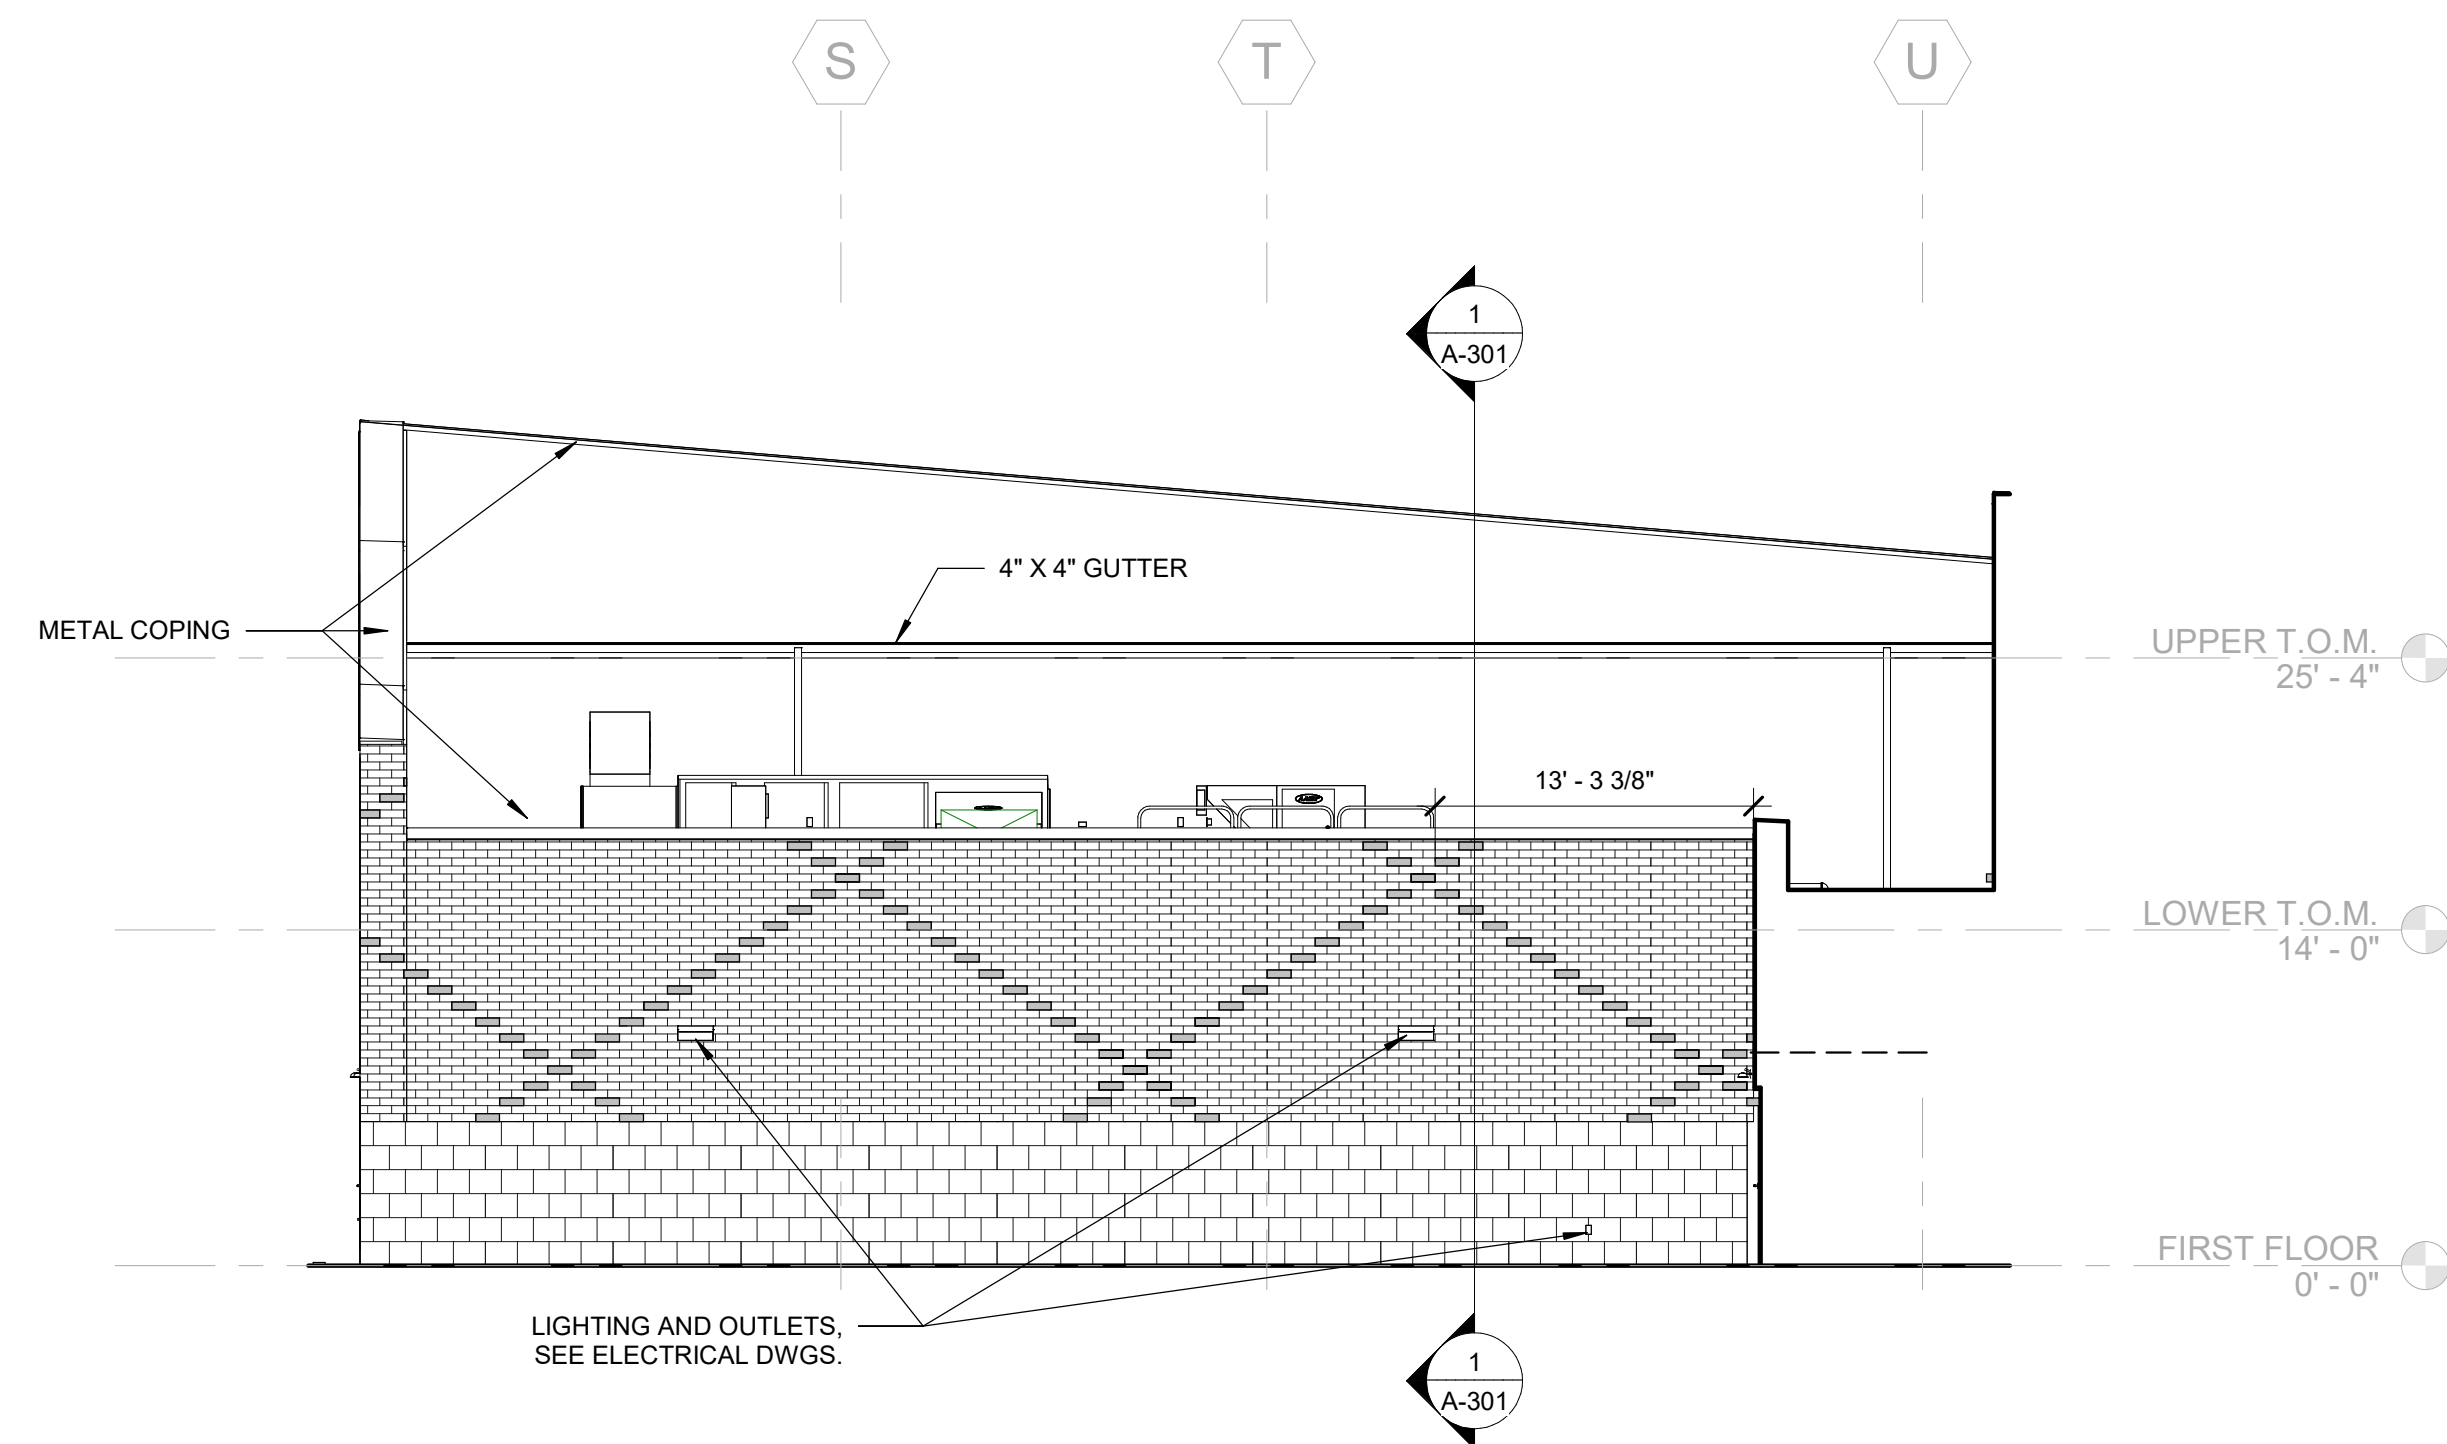 S
T
U
1
A-301
4" X 4" GUTTER
METAL COPING
UPPER T.O.M.
25' - 4"
13' - 3 3/8"
LOWER T.O.M.
14' - 0"
FIRST FLOOR
0' - 0"
LIGHTING AND OUTLETS,
SEE ELECTRICAL DWGS.
1
A-301